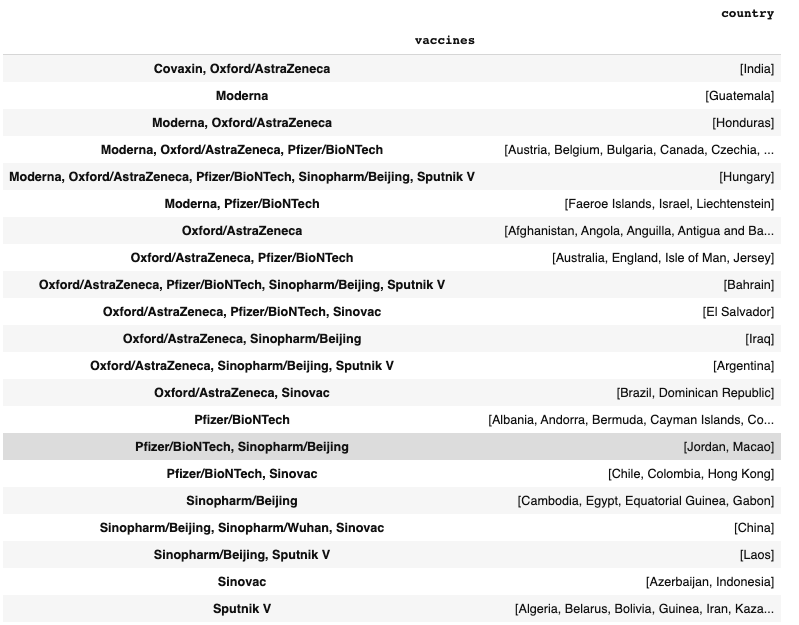 country
vaccines
Covaxin, Oxford/AstraZeneca [India]
Moderna [Guatemala]
Moderna, Oxford/AstraZeneca [Honduras]
Moderna, Oxford/AstraZeneca, Pfizer/BioNTech [Austria, Belgium, Bulgaria, Canada, Czechia, ...
Moderna, Oxford/AstraZeneca, Pfizer/BioNTech, Sinopharm/Beijing, Sputnik V [Hungary]
Moderna, Pfizer/BioNTech [Faeroe Islands, Israel, Liechtenstein]
Oxford/AstraZeneca [Afghanistan, Angola, Anguilla, Antigua and Ba...
Oxford/AstraZeneca, Pfizer/BioNTech [Australia, England, Isle of Man, Jersey]
Oxford/AstraZeneca, Pfizer/BioNTech, Sinopharm/Beijing, Sputnik V [Bahrain]
Oxford/AstraZeneca, Pfizer/BioNTech, Sinovac [El Salvador]
Oxford/AstraZeneca, Sinopharm/Beijing [Iraq]
Oxford/AstraZeneca, Sinopharm/Beijing, Sputnik V [Argentina]
Oxford/AstraZeneca, Sinovac [Brazil, Dominican Republic]
Pfizer/BioNTech [Albania, Andorra, Bermuda, Cayman Islands, Co...
Pfizer/BioNTech, Sinopharm/Beijing [Jordan, Macao]
Pfizer/BioNTech, Sinovac [Chile, Colombia, Hong Kong]
Sinopharm/Beijing [Cambodia, Egypt, Equatorial Guinea, Gabon]
Sinopharm/Beijing, Sinopharm/Wuhan, Sinovac [China]
Sinopharm/Beijing, Sputnik V [Laos]
Sinovac [Azerbaijan, Indonesia]
Sputnik V [Algeria, Belarus, Bolivia, Guinea, Iran, Kaza...